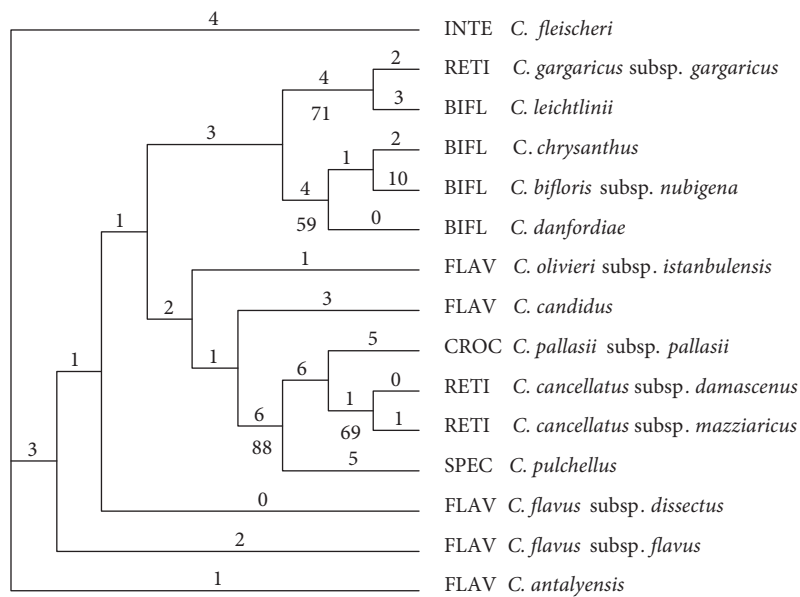 4 INTE C. fleischeri
2 RETI C. gargaricus subsp. gargaricus
4
71
3 BIFL C. leichtlinii
3
2 BIFL C. chrysanthus
1
10 BIFL C. bifloris subsp. nubigena
4
59
0 BIFL C. danfordiae
1
1 FLAV C. olivieri subsp. istanbulensis
2
3 FLAV C. candidus
1
5 CROC C. pallasii subsp. pallasii
1
6
0 RETI C. cancellatus subsp. damascenus
1
69
1 RETI C. cancellatus subsp. mazziaricus
6
88
5 SPEC C. pulchellus
3
0 FLAV C. flavus subsp. dissectus
2 FLAV C. flavus subsp. flavus
1 FLAV C. antalyensis